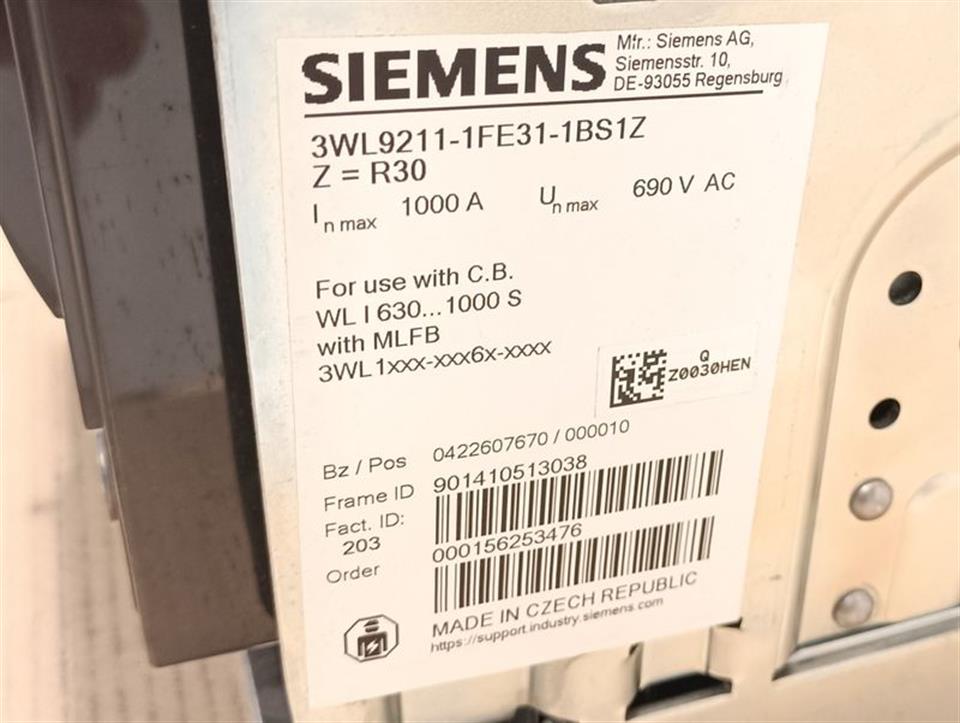 SIEMENS
Mfr.: Siemens AG,
Siemensstr. 10,
DE-93055 Regensburg
3WL9211-1FE31-1BS1Z
Z = R30
In max 1000 A Un max 690 V AC
For use with C.B.
WL I 630...1000 S
with MLFB
3WL1xxx-xxx6x-xxxx
Q
Z0030HEN
Bz / Pos 0422607670 / 000010
Frame ID 901410513038
Fact. ID:
203
000156253476
Order
MADE IN CZECH REPUBLIC
https://support.industry.siemens.com